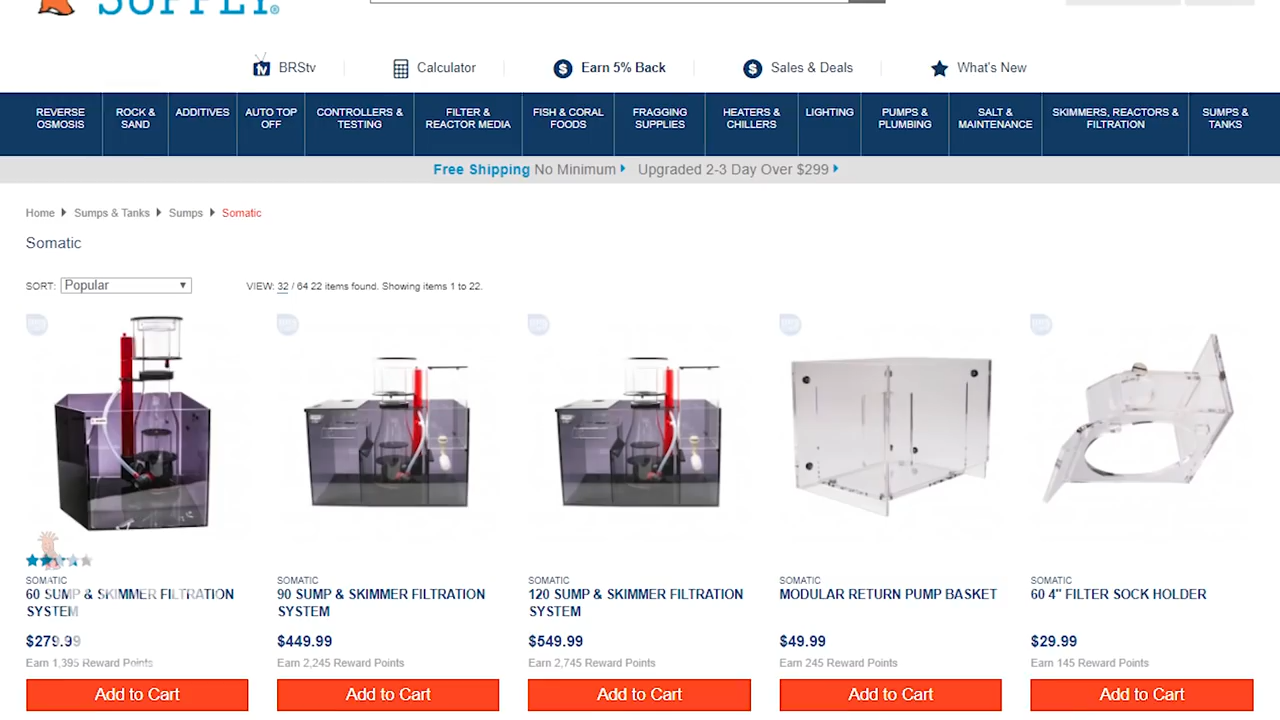 SUPPLY®
BRStv
Calculator
Earn 5% Back
Sales & Deals
What's New
REVERSE OSMOSIS
ROCK & SAND
ADDITIVES
AUTO TOP OFF
CONTROLLERS & TESTING
FILTER & REACTOR MEDIA
FISH & CORAL FOODS
FRAGGING SUPPLIES
HEATERS & CHILLERS
LIGHTING
PUMPS & PLUMBING
SALT & MAINTENANCE
SKIMMERS, REACTORS & FILTRATION
SUMPS & TANKS
Free Shipping No Minimum Upgraded 2-3 Day Over $299
Home Sumps & Tanks Sumps Somatic
Somatic
SORT: Popular VIEW: 32 / 64 22 items found. Showing items 1 to 22.
SOMATIC
60 SUMP & SKIMMER FILTRATION
SYSTEM
$279.99
Earn 1,395 Reward Points
Add to Cart
SOMATIC
90 SUMP & SKIMMER FILTRATION
SYSTEM
$449.99
Earn 2,245 Reward Points
Add to Cart
SOMATIC
120 SUMP & SKIMMER FILTRATION
SYSTEM
$549.99
Earn 2,745 Reward Points
Add to Cart
SOMATIC
MODULAR RETURN PUMP BASKET
$49.99
Earn 245 Reward Points
Add to Cart
SOMATIC
60 4" FILTER SOCK HOLDER
$29.99
Earn 145 Reward Points
Add to Cart